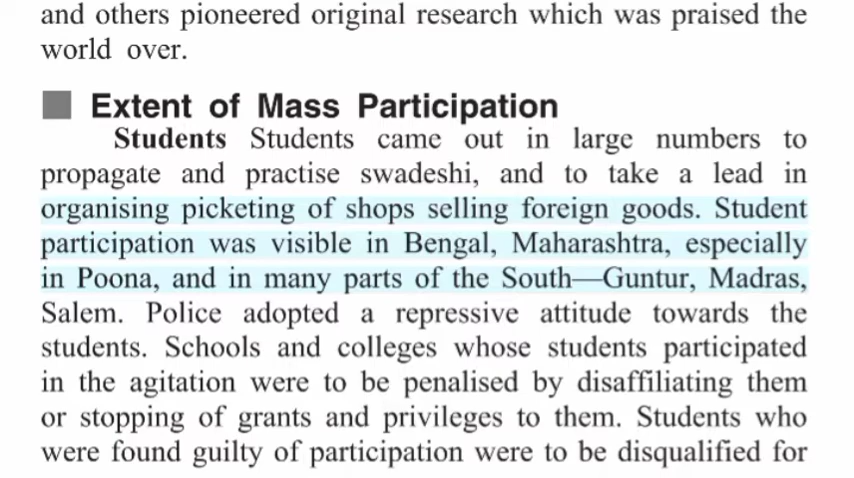 and others pioneered original research which was praised the
world over.
Extent of Mass Participation
Students Students came out in large numbers to
propagate and practise swadeshi, and to take a lead in
organising picketing of shops selling foreign goods. Student
participation was visible in Bengal, Maharashtra, especially
in Poona, and in many parts of the South—Guntur, Madras,
Salem. Police adopted a repressive attitude towards the
students. Schools and colleges whose students participated
in the agitation were to be penalised by disaffiliating them
or stopping of grants and privileges to them. Students who
were found guilty of participation were to be disqualified for